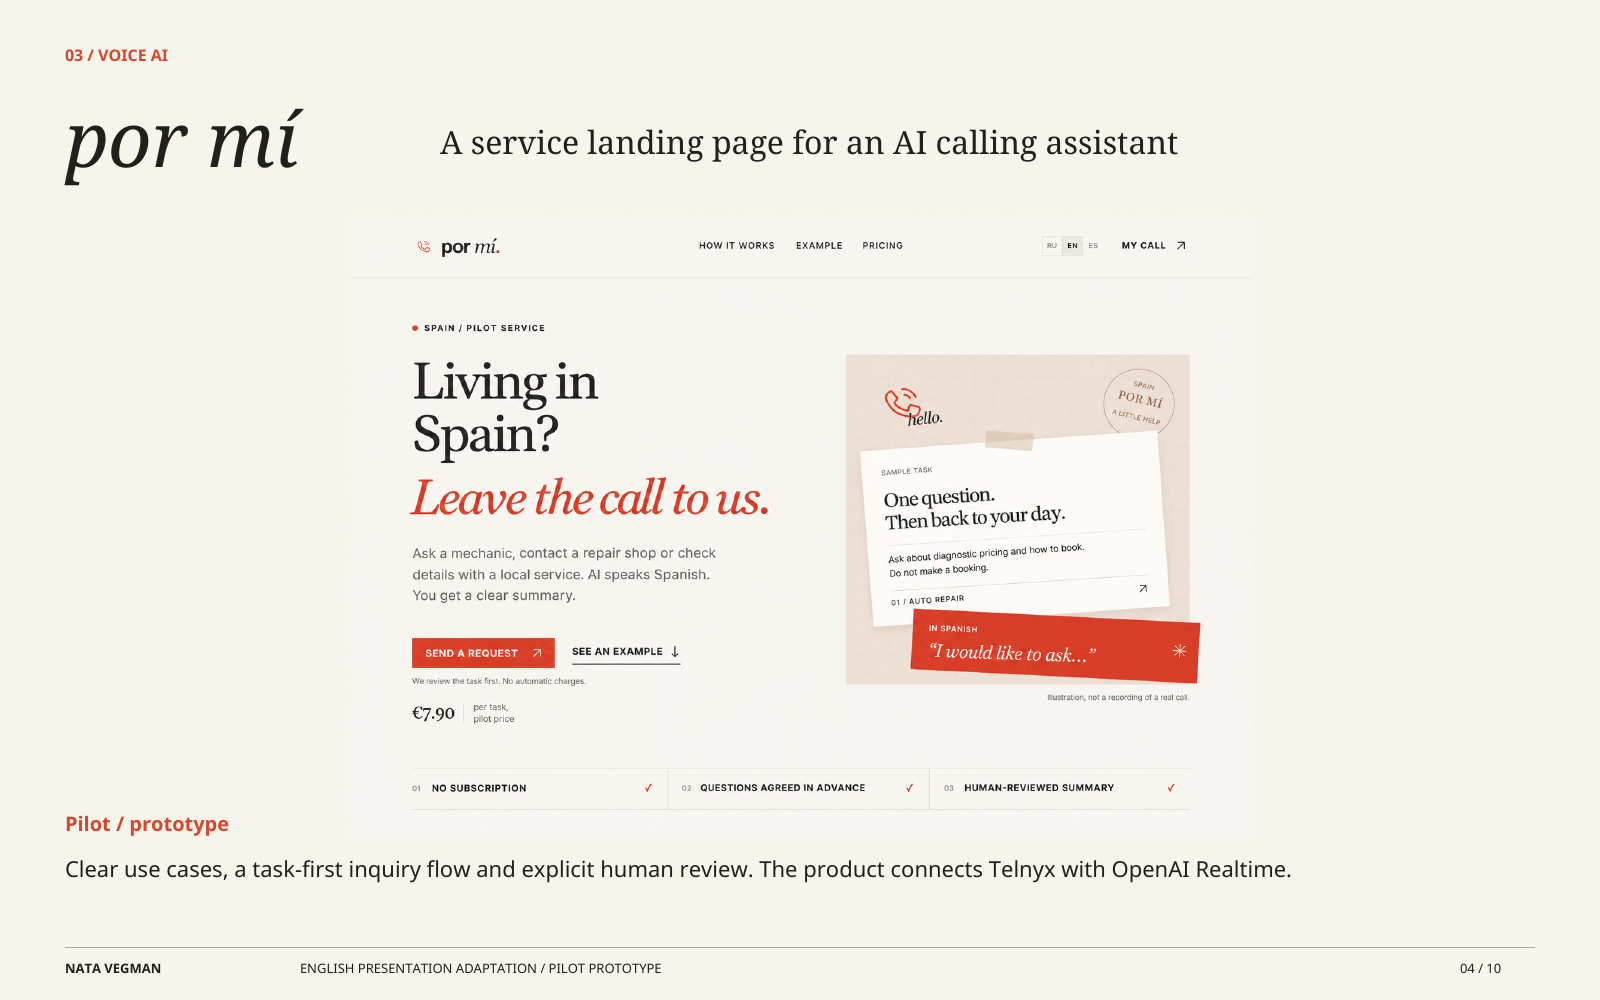 03 / VOICE AI
por mí
A service landing page for an AI calling assistant
por mí.
HOW IT WORKS
EXAMPLE
PRICING
RU
EN
ES
MY CALL
SPAIN / PILOT SERVICE
Living in
Spain?
Leave the call to us.
Ask a mechanic, contact a repair shop or check
details with a local service. AI speaks Spanish.
You get a clear summary.
SEND A REQUEST
SEE AN EXAMPLE
We review the task first. No automatic charges.
€7.90
per task,
pilot price
hello.
SPAIN
POR MÍ
A LITTLE HELP
SAMPLE TASK
One question.
Then back to your day.
Ask about diagnostic pricing and how to book.
Do not make a booking.
01 / AUTO REPAIR
IN SPANISH
“I would like to ask...”
Illustration, not a recording of a real call.
01 NO SUBSCRIPTION
02 QUESTIONS AGREED IN ADVANCE
03 HUMAN-REVIEWED SUMMARY
Pilot / prototype
Clear use cases, a task-first inquiry flow and explicit human review. The product connects Telnyx with OpenAI Realtime.
NATA VEGMAN
ENGLISH PRESENTATION ADAPTATION / PILOT PROTOTYPE
04 / 10